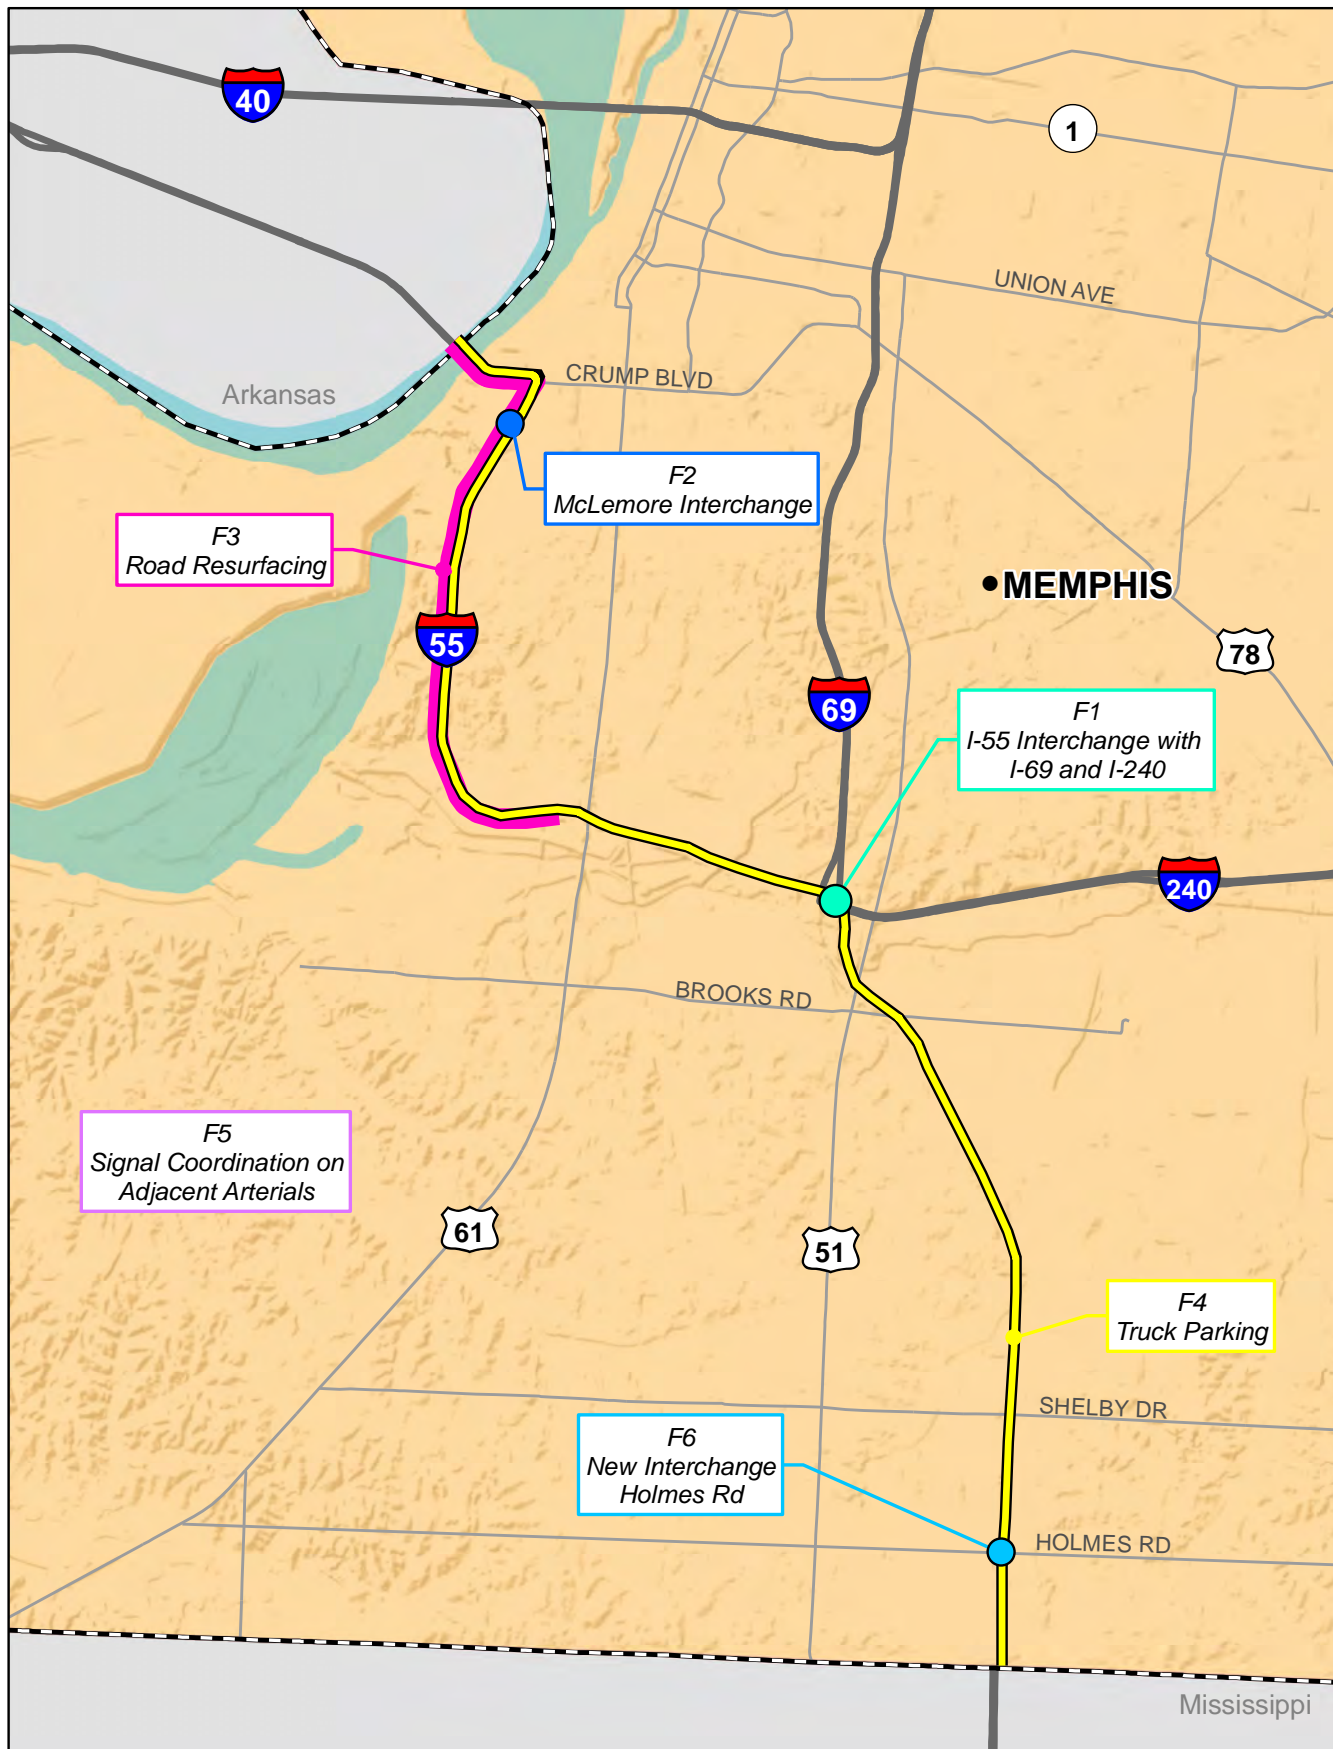 40
1
UNION AVE
Arkansas
CRUMP BLVD
F2
McLemore Interchange
F3
Road Resurfacing
MEMPHIS
55
78
69
F1
I-55 Interchange with
I-69 and I-240
240
BROOKS RD
F5
Signal Coordination on
Adjacent Arterials
61
51
F4
Truck Parking
SHELBY DR
F6
New Interchange
Holmes Rd
HOLMES RD
Mississippi